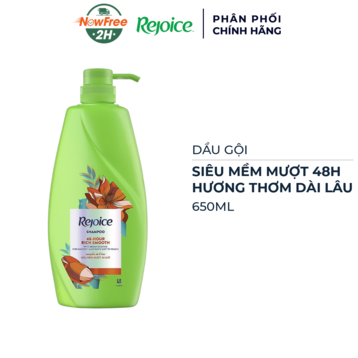 NowFree
2H
Rejoice
PHÂN PHỐI
CHÍNH HÃNG
DẦU GỘI
SIÊU MỀM MƯỢT 48H
HƯƠNG THƠM DÀI LÂU
650ML
Rejoice
SHAMPOO
48-HOUR
RICH SMOOTH